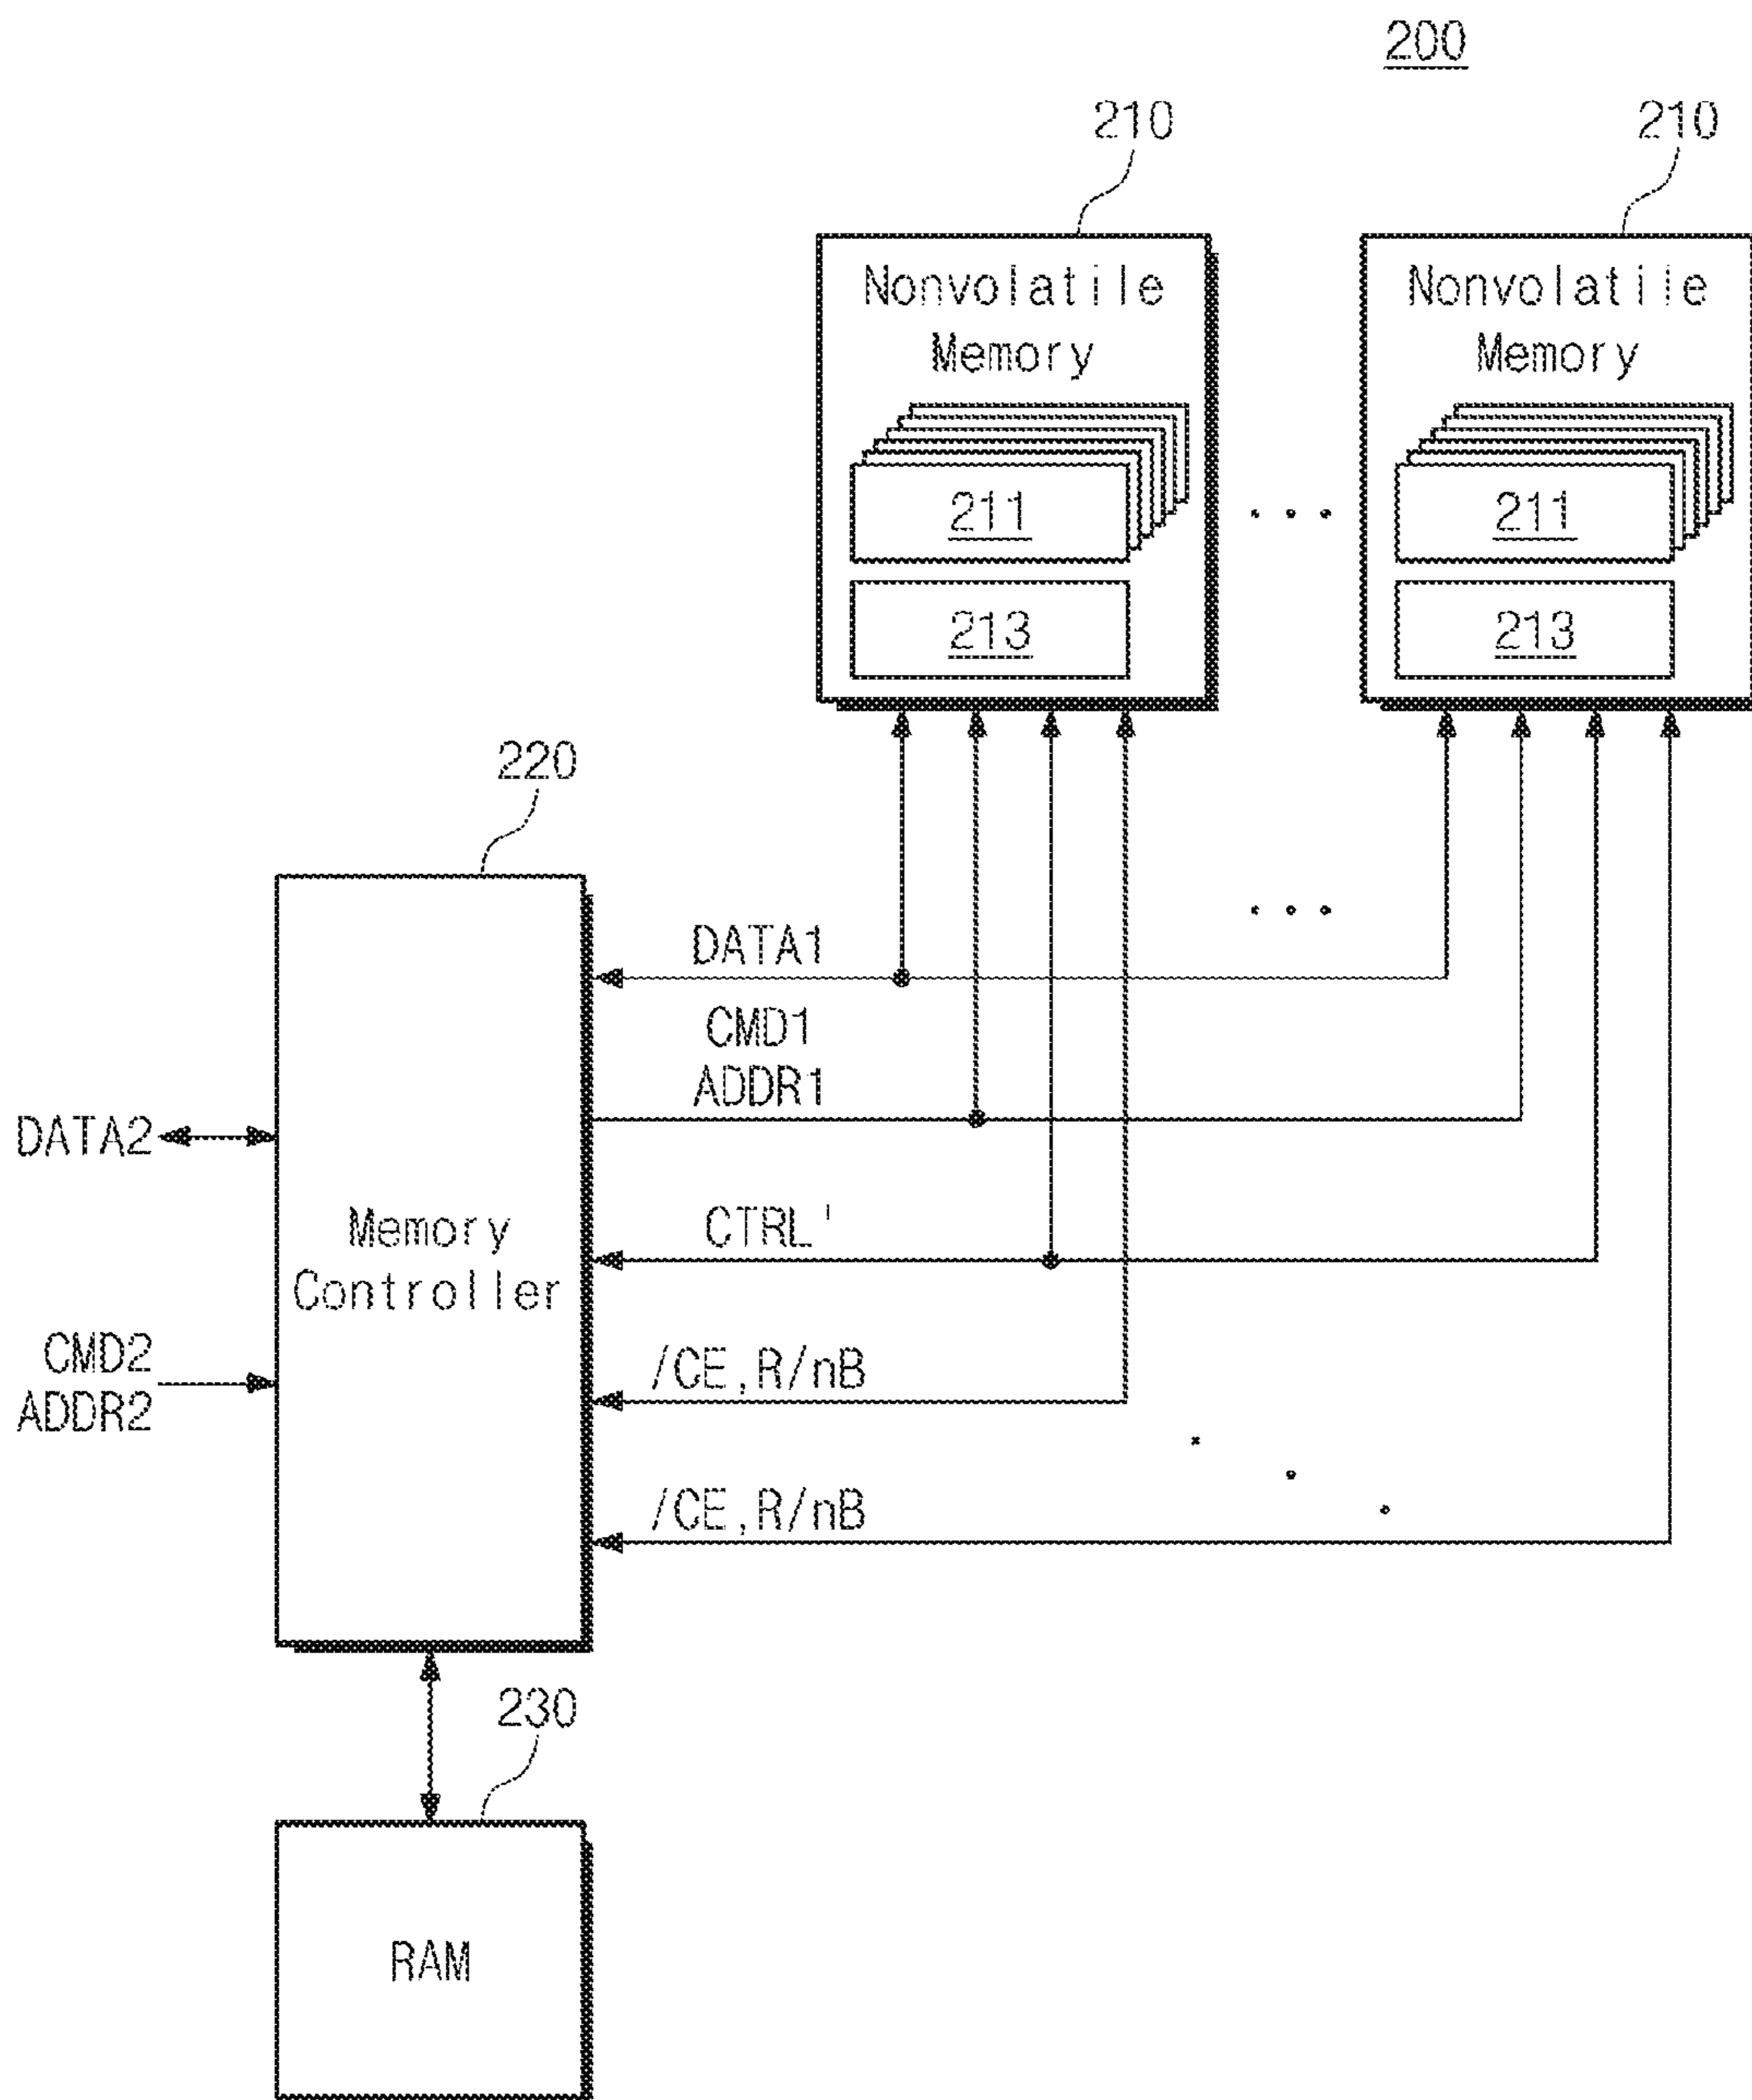 200
210
210
Nonvolatile
Memory
Nonvolatile
Memory
211
211
213
213
220
DATA1
CMD1
ADDR1
DATA2
Memory
Controller
CTRL'
CMD2
ADDR2
/CE,R/nB
/CE,R/nB
230
RAM